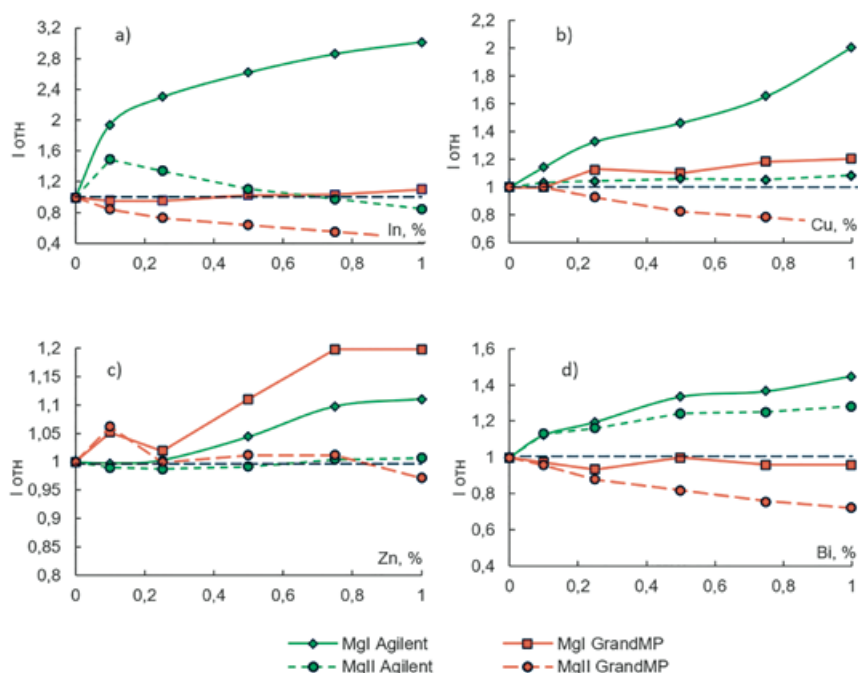 a)
I отн
3,2
2,8
2,4
2
1,6
1,2
0,8
0,4
In, %
0 0,2 0,4 0,6 0,8 1
b)
I отн
2,2
2
1,8
1,6
1,4
1,2
1
0,8
0,6
Cu, %
0 0,2 0,4 0,6 0,8 1
c)
I отн
1,2
1,15
1,1
1,05
1
0,95
0,9
0,85
0,8
Zn, %
0 0,2 0,4 0,6 0,8 1
d)
I отн
1,6
1,4
1,2
1
0,8
0,6
0,4
Bi, %
0 0,2 0,4 0,6 0,8 1
MgI Agilent MgI GrandMP
MgII Agilent MgII GrandMP